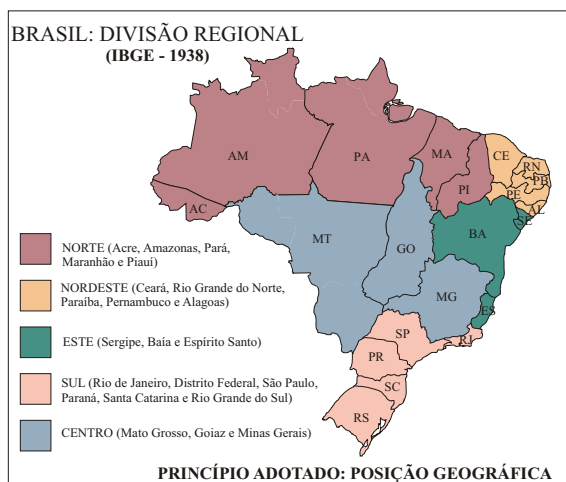 BRASIL: DIVISÃO REGIONAL
(IBGE - 1938)
AM
PA
MA
CE
RN
PB
PE
AL
SE
PI
AC
MT
GO
BA
MG
ES
SP
RJ
PR
SC
RS
NORTE (Acre, Amazonas, Pará,
Maranhão e Piauí)
NORDESTE (Ceará, Rio Grande do Norte,
Paraíba, Pernambuco e Alagoas)
ESTE (Sergipe, Baía e Espírito Santo)
SUL (Rio de Janeiro, Distrito Federal, São Paulo,
Paraná, Santa Catarina e Rio Grande do Sul)
CENTRO (Mato Grosso, Goiaz e Minas Gerais)
PRINCÍPIO ADOTADO: POSIÇÃO GEOGRÁFICA